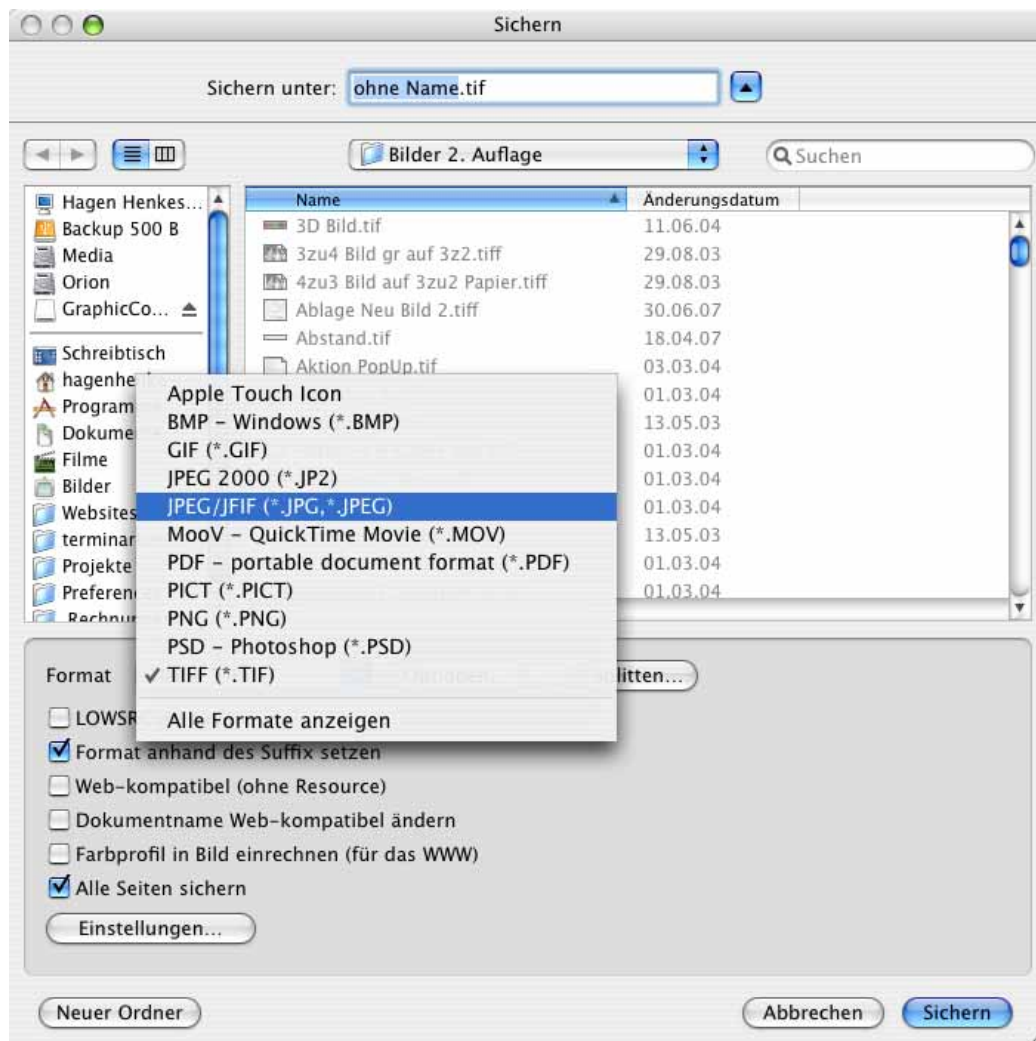 Sichern
Sichern unter: ohne Name.tif
Bilder 2. Auflage
Suchen
Hagen Henkes...
Backup 500 B
Media
Orion
GraphicCo...
Schreibtisch
hagenhe
Program
Dokume
Filme
Bilder
Websites
terminar
Projekte
Preferen
Rechnur
Name Änderungsdatum
3D Bild.tif 11.06.04
3zu4 Bild gr auf 3z2.tiff 29.08.03
4zu3 Bild auf 3zu2 Papier.tiff 29.08.03
Ablage Neu Bild 2.tiff 30.06.07
Abstand.tif 18.04.07
Aktion PopUp.tif 03.03.04
01.03.04
13.05.03
01.03.04
01.03.04
01.03.04
13.05.03
01.03.04
01.03.04
Apple Touch Icon
BMP – Windows (*.BMP)
GIF (*.GIF)
JPEG 2000 (*.JP2)
JPEG/JFIF (*.JPG,*.JPEG)
MooV – QuickTime Movie (*.MOV)
PDF – portable document format (*.PDF)
PICT (*.PICT)
PNG (*.PNG)
PSD – Photoshop (*.PSD)
✓ TIFF (*.TIF)
Alle Formate anzeigen
Format
litten...
LOWSR
Format anhand des Suffix setzen
Web-kompatibel (ohne Resource)
Dokumentname Web-kompatibel ändern
Farbprofil in Bild einrechnen (für das WWW)
Alle Seiten sichern
Einstellungen...
Neuer Ordner
Abbrechen
Sichern